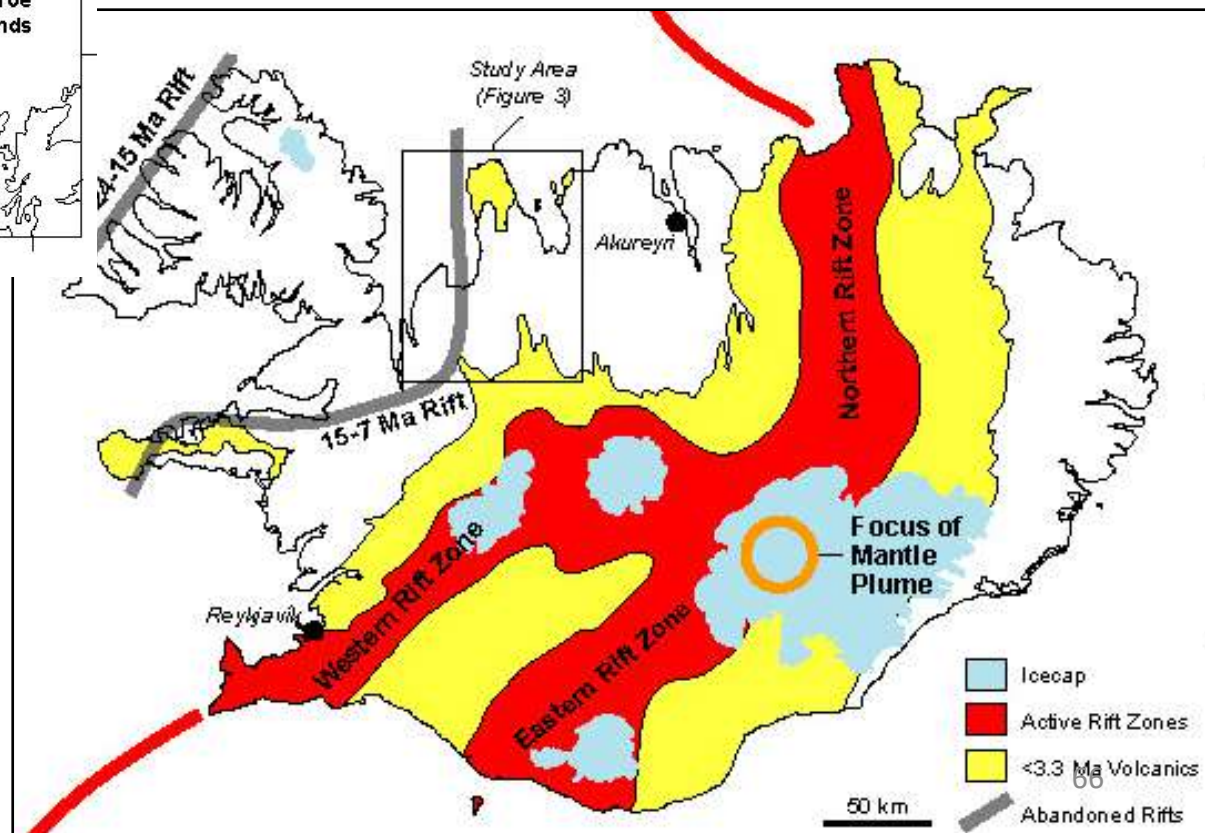 nds
Study Area
(Figure 3)
24-15 Ma Rift
Akureyri
Northern Rift Zone
15-7 Ma Rift
Focus of
Mantle
Plume
Reykjavik
Western Rift Zone
Eastern Rift Zone
Icecap
Active Rift Zones
<3.3 Ma Volcanics
66
50 km
Abandoned Rifts